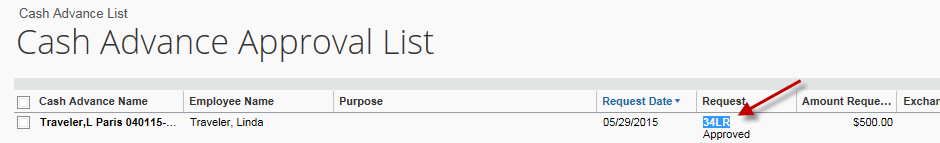 Cash Advance List
Cash Advance Approval List
Cash Advance Name Employee Name Purpose Request Date Request Amount Reque... Exchan
Traveler,L Paris 040115-... Traveler, Linda 05/29/2015 34LR $500.00
Approved